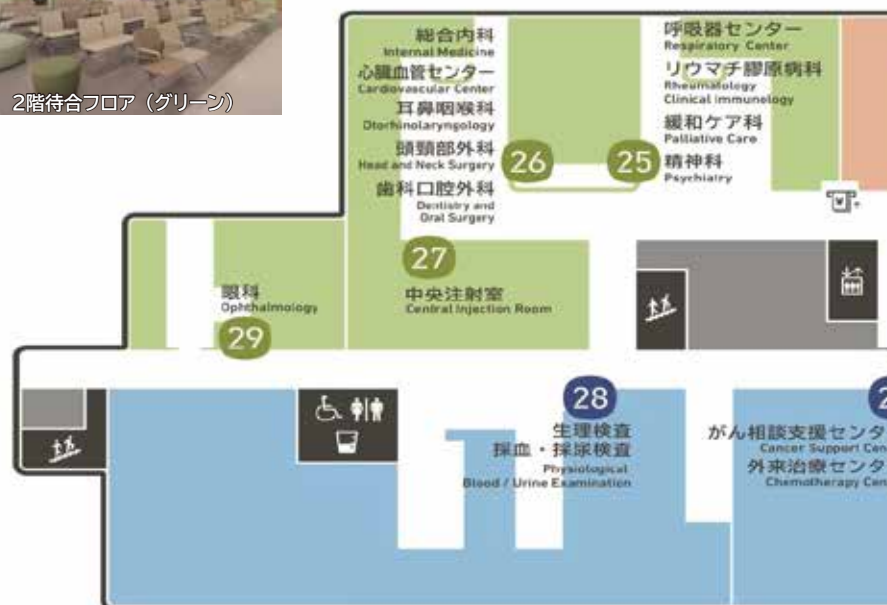 2階待合フロア（グリーン）
総合内科
Internal Medicine
心臓血管センター
Cardiovascular Center
耳鼻咽喉科
Otorhinolaryngology
頭頸部外科
Head and Neck Surgery
歯科口腔外科
Dentistry and
Oral Surgery
26
呼吸器センター
Respiratory Center
リウマチ膠原病科
Rheumatology
Clinical immunology
緩和ケア科
Palliative Care
25
精神科
Psychiatry
27
中央注射室
Central Injection Room
眼科
Ophthalmology
29
28
生理検査
採血・採尿検査
Physiological
Blood / Urine Examination
2
がん相談支援センタ
Cancer Support Cen
外来治療センタ
Chemotherapy Cen